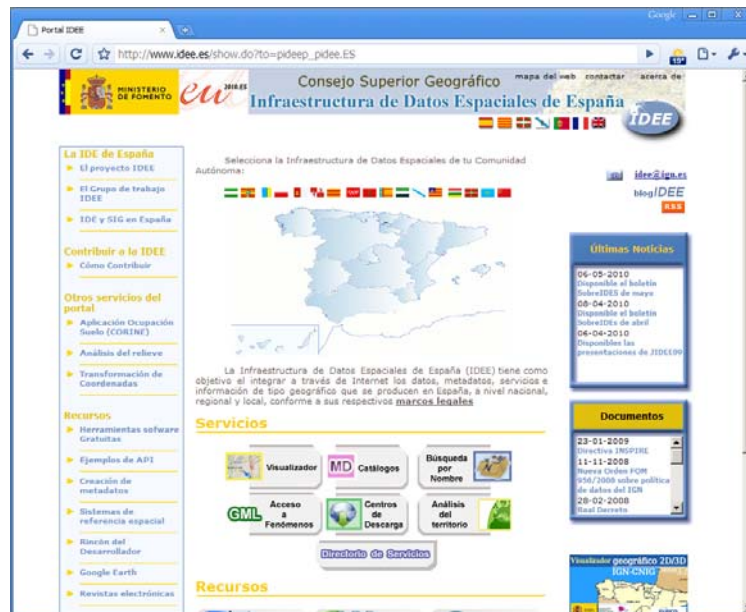 Portal IDEE
Google
http://www.idee.es/show.do?to=pideep_pidee.ES
19°
MINISTERIO
DE FOMENTO
eu 2010.ES
Consejo Superior Geográfico
mapa del web contactar acerca de
Infraestructura de Datos Espaciales de España
IDEE
La IDE de España
El proyecto IDEE
El Grupo de trabajo
IDEE
IDE y SIG en España
Contribuir a la IDEE
Cómo Contribuir
Otros servicios del
portal
Aplicación Ocupación
Suelo (CORINE)
Análisis del relieve
Transformación de
Coordenadas
Recursos
Herramientas sofware
Gratuitas
Ejemplos de API
Creación de
metadatos
Sistemas de
referencia espacial
Rincón del
Desarrollador
Google Earth
Revistas electrónicas
Selecciona la Infraestructura de Datos Espaciales de tu Comunidad
Autónoma:
La Infraestructura de Datos Espaciales de España (IDEE) tiene como
objetivo el integrar a través de Internet los datos, metadatos, servicios e
información de tipo geográfico que se producen en España, a nivel nacional,
regional y local, conforme a sus respectivos marcos legales
Servicios
Visualizador
MD Catálogos
Búsqueda
por
Nombre
GML
Acceso
a
Fenómenos
Centros
de
Descarga
Análisis
del
territorio
Directorio de Servicios
Recursos
idee@ign.es
blogIDEE
RSS
Últimas Noticias
06-05-2010
Disponible el boletín
SobreIDES de mayo
08-04-2010
Disponible el boletín
SobreIDEs de abril
06-04-2010
Disponibles las
presentaciones de JIDEE09
Documentos
23-01-2009
Directiva INSPIRE
11-11-2008
Nueva Orden FOM
956/2008 sobre política
de datos del IGN
28-02-2008
Real Decreto
Visualizador geográfico 2D/3D
IGN-CNIG